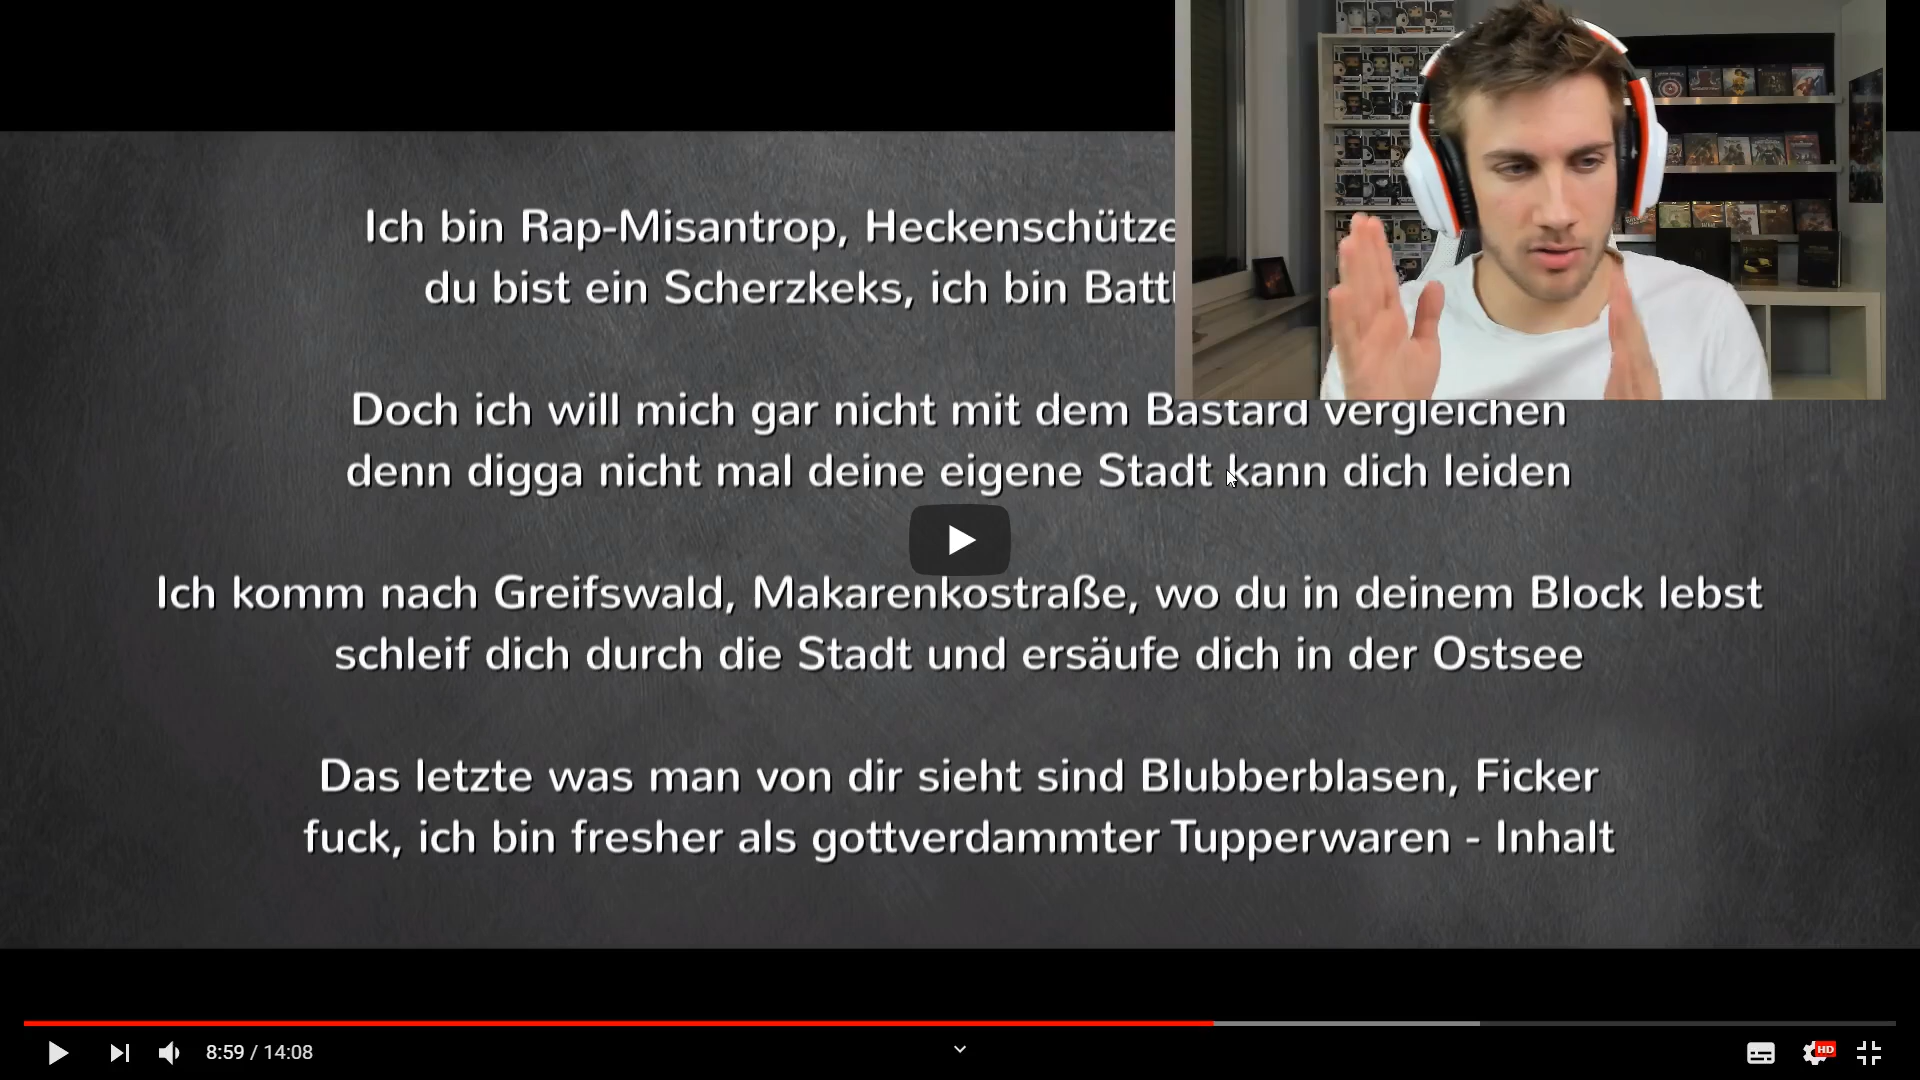 Ich bin Rap-Misantrop, Heckenschütze
du bist ein Scherzkeks, ich bin
Doch ich will mich gar nicht mit dem Bastard vergleichen
denn digga nicht mal deine eigene Stadt kann dich leiden
Ich komm nach Greifswald, Makarenkostraße, wo du in deinem Block lebst
schleif dich durch die Stadt und ersäufe dich in der Ostsee
Das letzte was man von dir sieht sind Blubberblasen, Ficker
fuck, ich bin fresher als gottverdammter Tupperwaren - Inhalt
8:59 / 14:08
HD